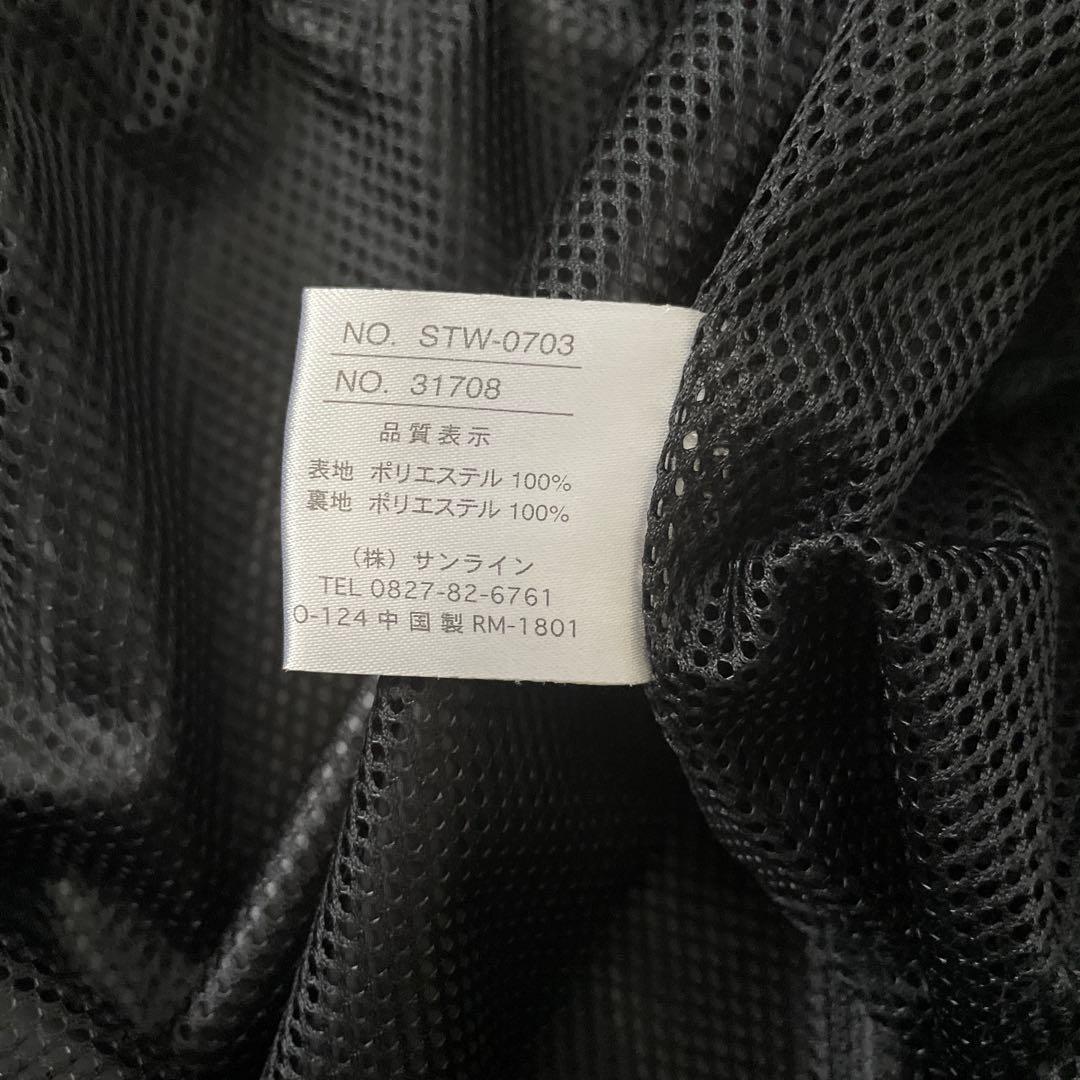 NO. STW-0703
NO. 31708
品質表示
表地 ポリエステル 100%
裏地 ポリエステル 100%
(株) サンライン
TEL 0827-82-6761
O-124 中国製 RM-1801